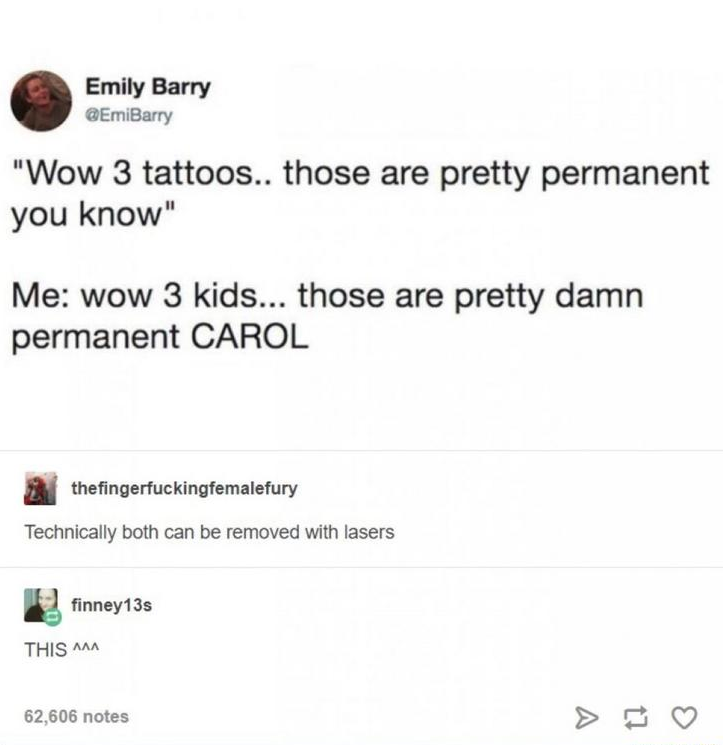 Emily Barry
@EmiBarry
"Wow 3 tattoos.. those are pretty permanent
you know"
Me: wow 3 kids... those are pretty damn
permanent CAROL
thefingerfuckingfemalefury
Technically both can be removed with lasers
finney13s
THIS ^^^
62,606 notes